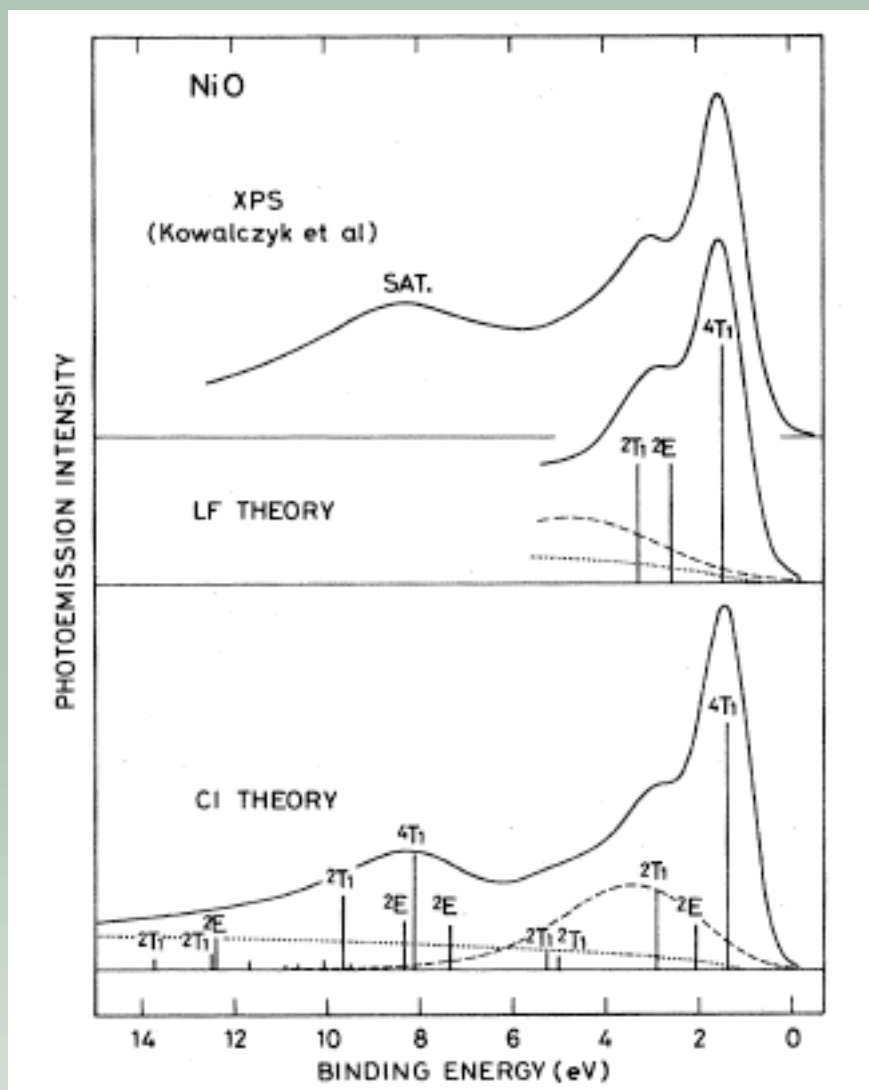 NiO
XPS
(Kowalczyk et al)
SAT.
4T1
2T1 2E
LF THEORY
4T1
CI THEORY
4T1
2T1
2T1
2E
2E
2E
2E
2T1
2T1
2T1
2T1
14 12 10 8 6 4 2 0
BINDING ENERGY (eV)
PHOTOEMISSION INTENSITY